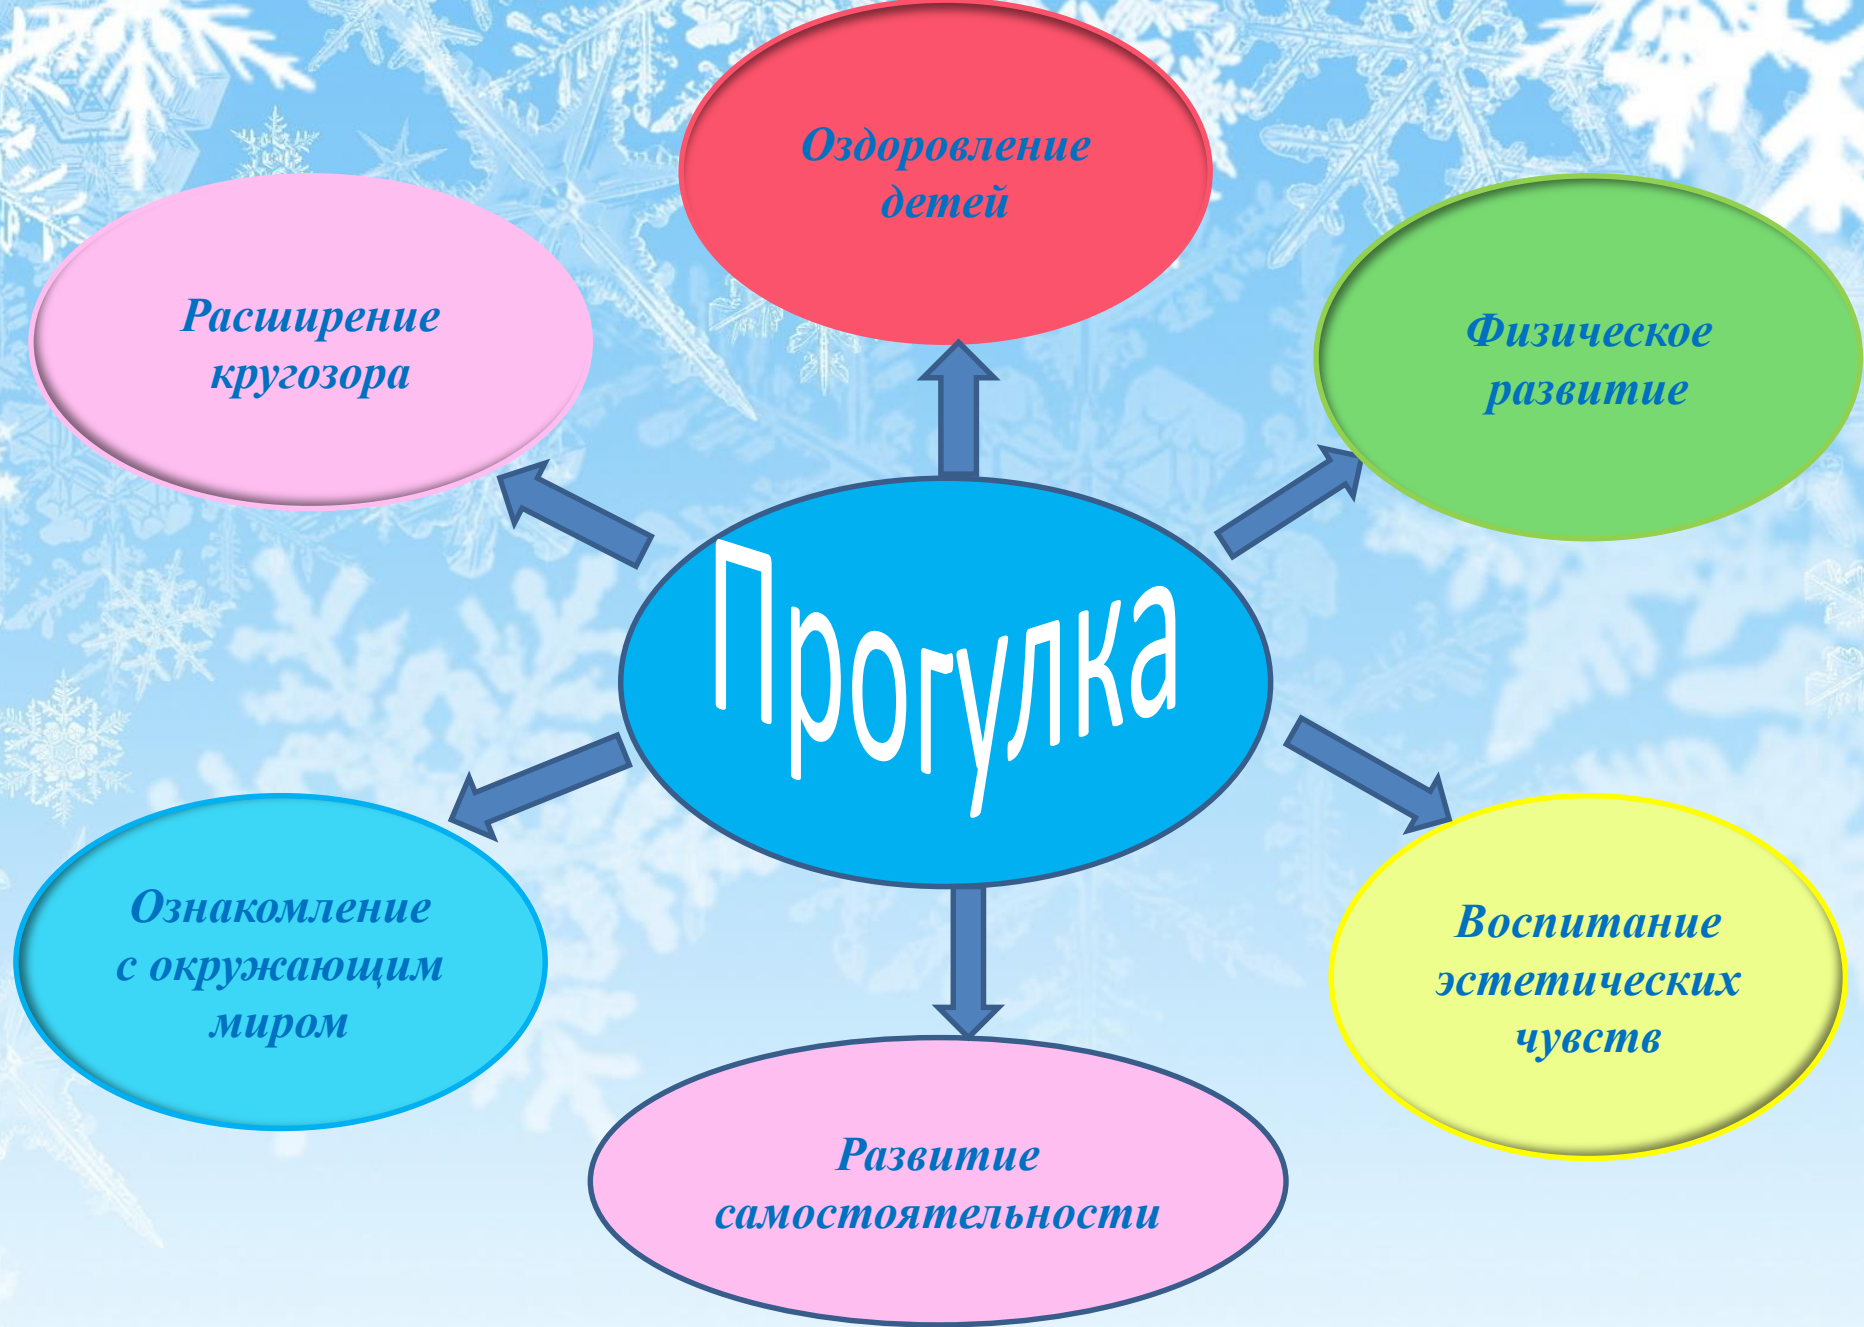 Оздоровление
детей
Расширение
кругозора
Физическое
развитие
Прогулка
Ознакомление
с окружающим
миром
Воспитание
эстетических
чувств
Развитие
самостоятельности